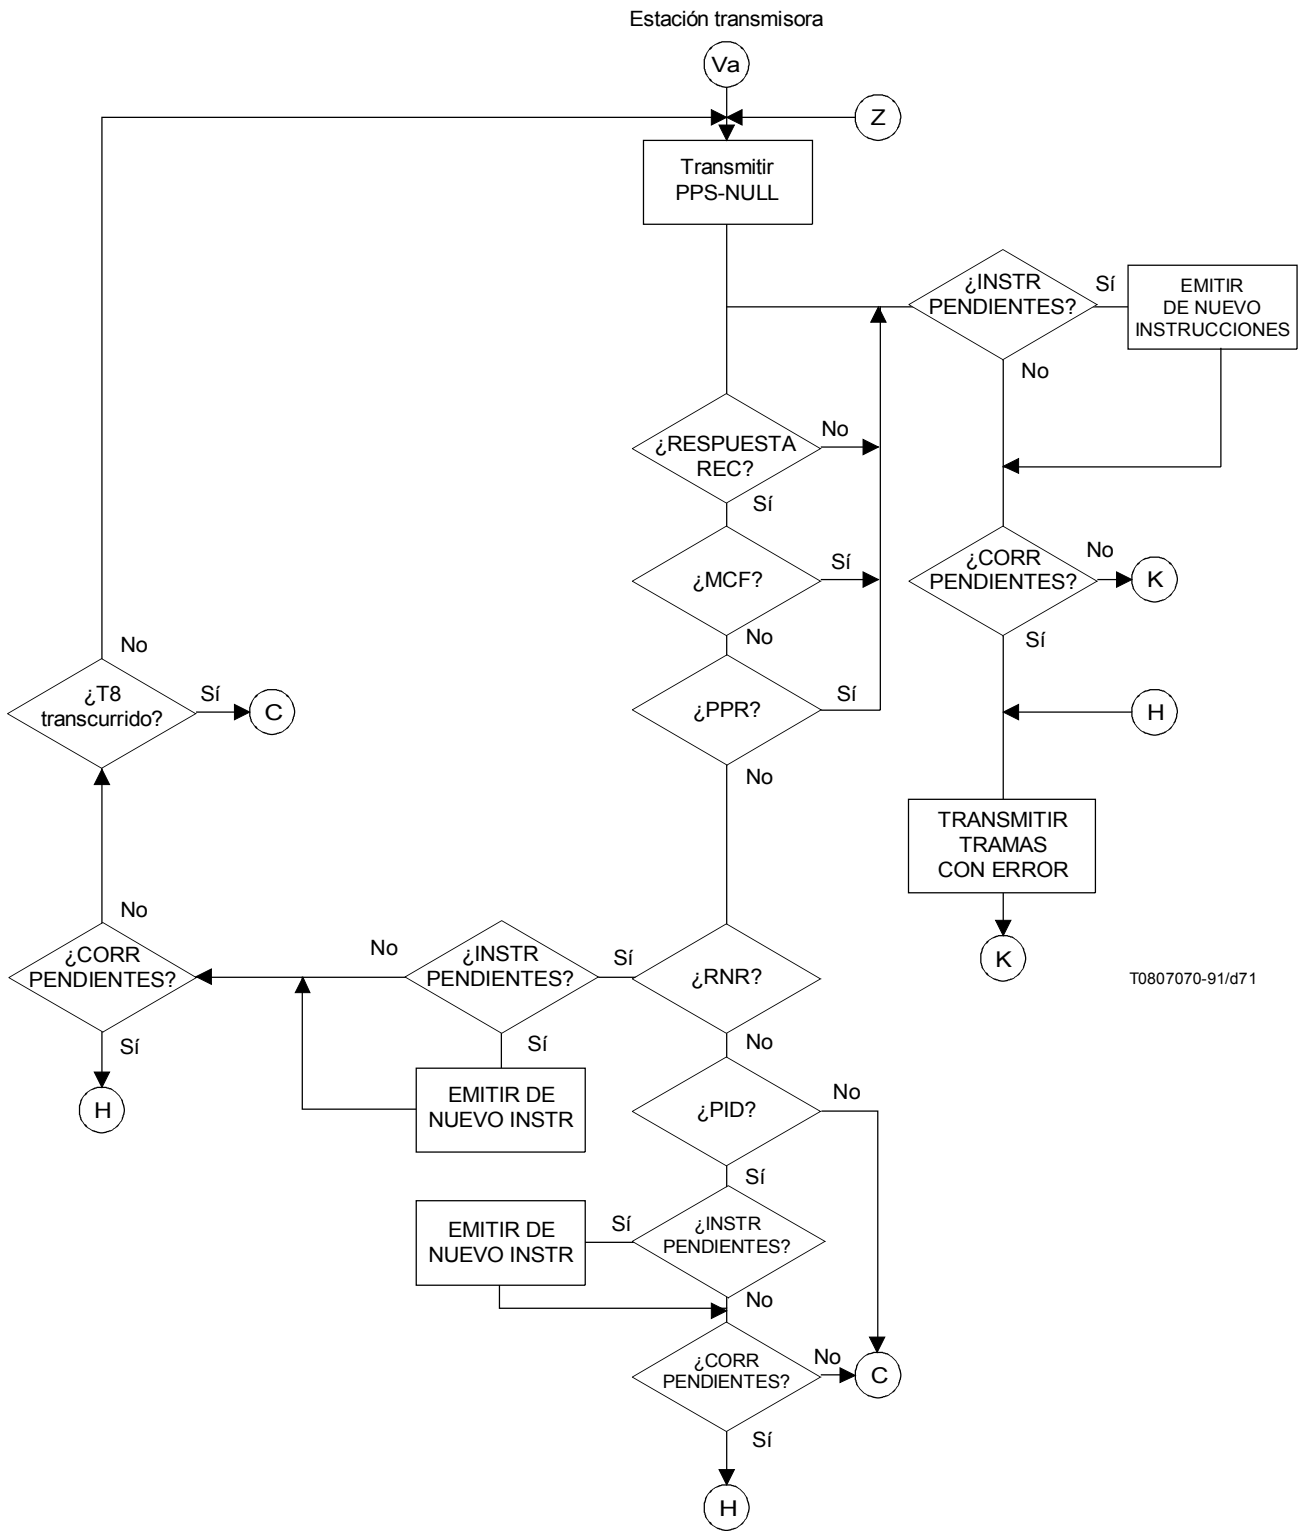 Estación transmisora
Va
Z
Transmitir
PPS-NULL
¿INSTR
PENDIENTES?
Sí
EMITIR
DE NUEVO
INSTRUCCIONES
No
¿RESPUESTA
REC?
No
Sí
¿MCF?
Sí
No
¿CORR
PENDIENTES?
No
K
Sí
No
¿T8
transcurrido?
Sí
C
¿PPR?
Sí
No
H
TRANSMITIR
TRAMAS
CON ERROR
K
No
¿CORR
PENDIENTES?
Sí
H
No
¿INSTR
PENDIENTES?
Sí
Sí
EMITIR DE
NUEVO INSTR
¿RNR?
No
T0807070-91/d71
¿PID?
No
Sí
EMITIR DE
NUEVO INSTR
Sí
¿INSTR
PENDIENTES?
No
¿CORR
PENDIENTES?
No
C
Sí
H